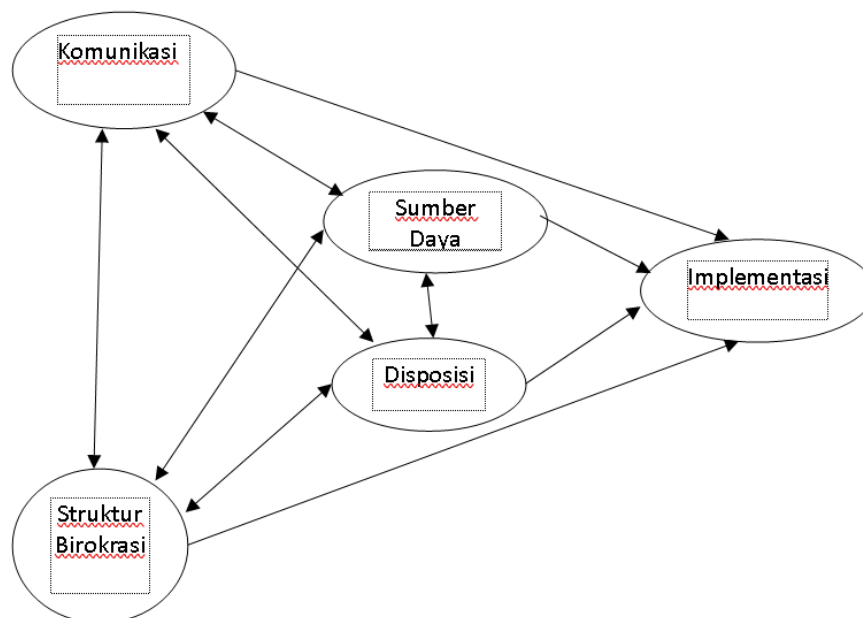 Komunikasi
Sumber
Daya
Implementasi
Disposisi
Struktur
Birokrasi